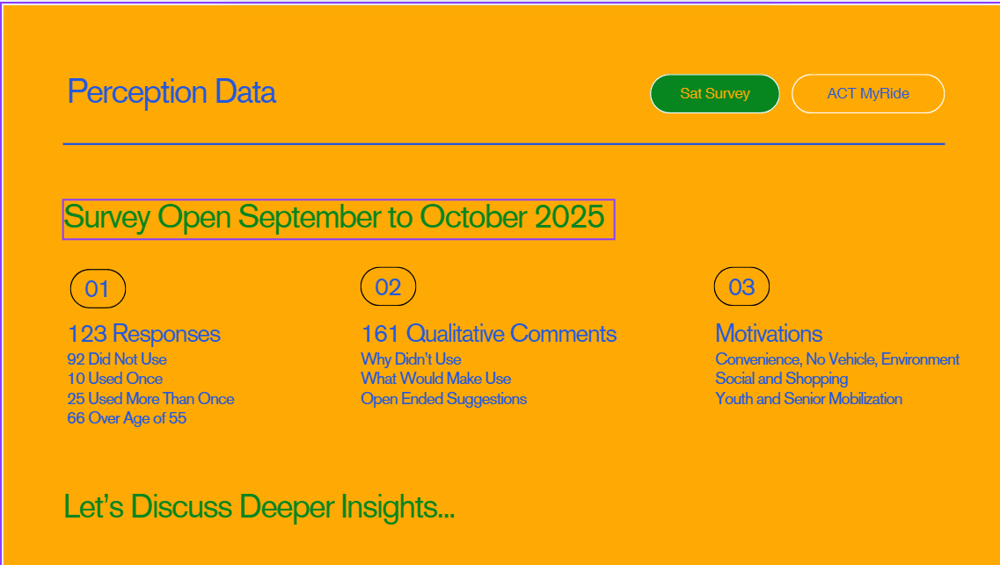 Perception Data
Sat Survey
ACT MyRide
Survey Open September to October 2025
01
123 Responses
92 Did Not Use
10 Used Once
25 Used More Than Once
66 Over Age of 55
02
161 Qualitative Comments
Why Didn't Use
What Would Make Use
Open Ended Suggestions
03
Motivations
Convenience, No Vehicle, Environment
Social and Shopping
Youth and Senior Mobilization
Let's Discuss Deeper Insights...